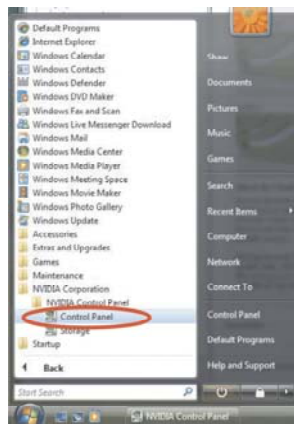 Default Programs
Internet Explorer
Windows Calendar
Windows Contacts
Windows Defender
Windows DVD Maker
Windows Fax and Scan
Windows Live Messenger Download
Windows Mail
Windows Media Center
Windows Media Player
Windows Meeting Space
Windows Movie Maker
Windows Photo Gallery
Windows Update
Accessories
Extras and Upgrades
Games
Maintenance
NVIDIA Corporation
NVIDIA Control Panel
Control Panel
Storage
Startup
Back
Start Search
Documents
Pictures
Music
Games
Search
Recent Items
Computer
Network
Connect To
Control Panel
Default Programs
Help and Support
NVIDIA Control Panel